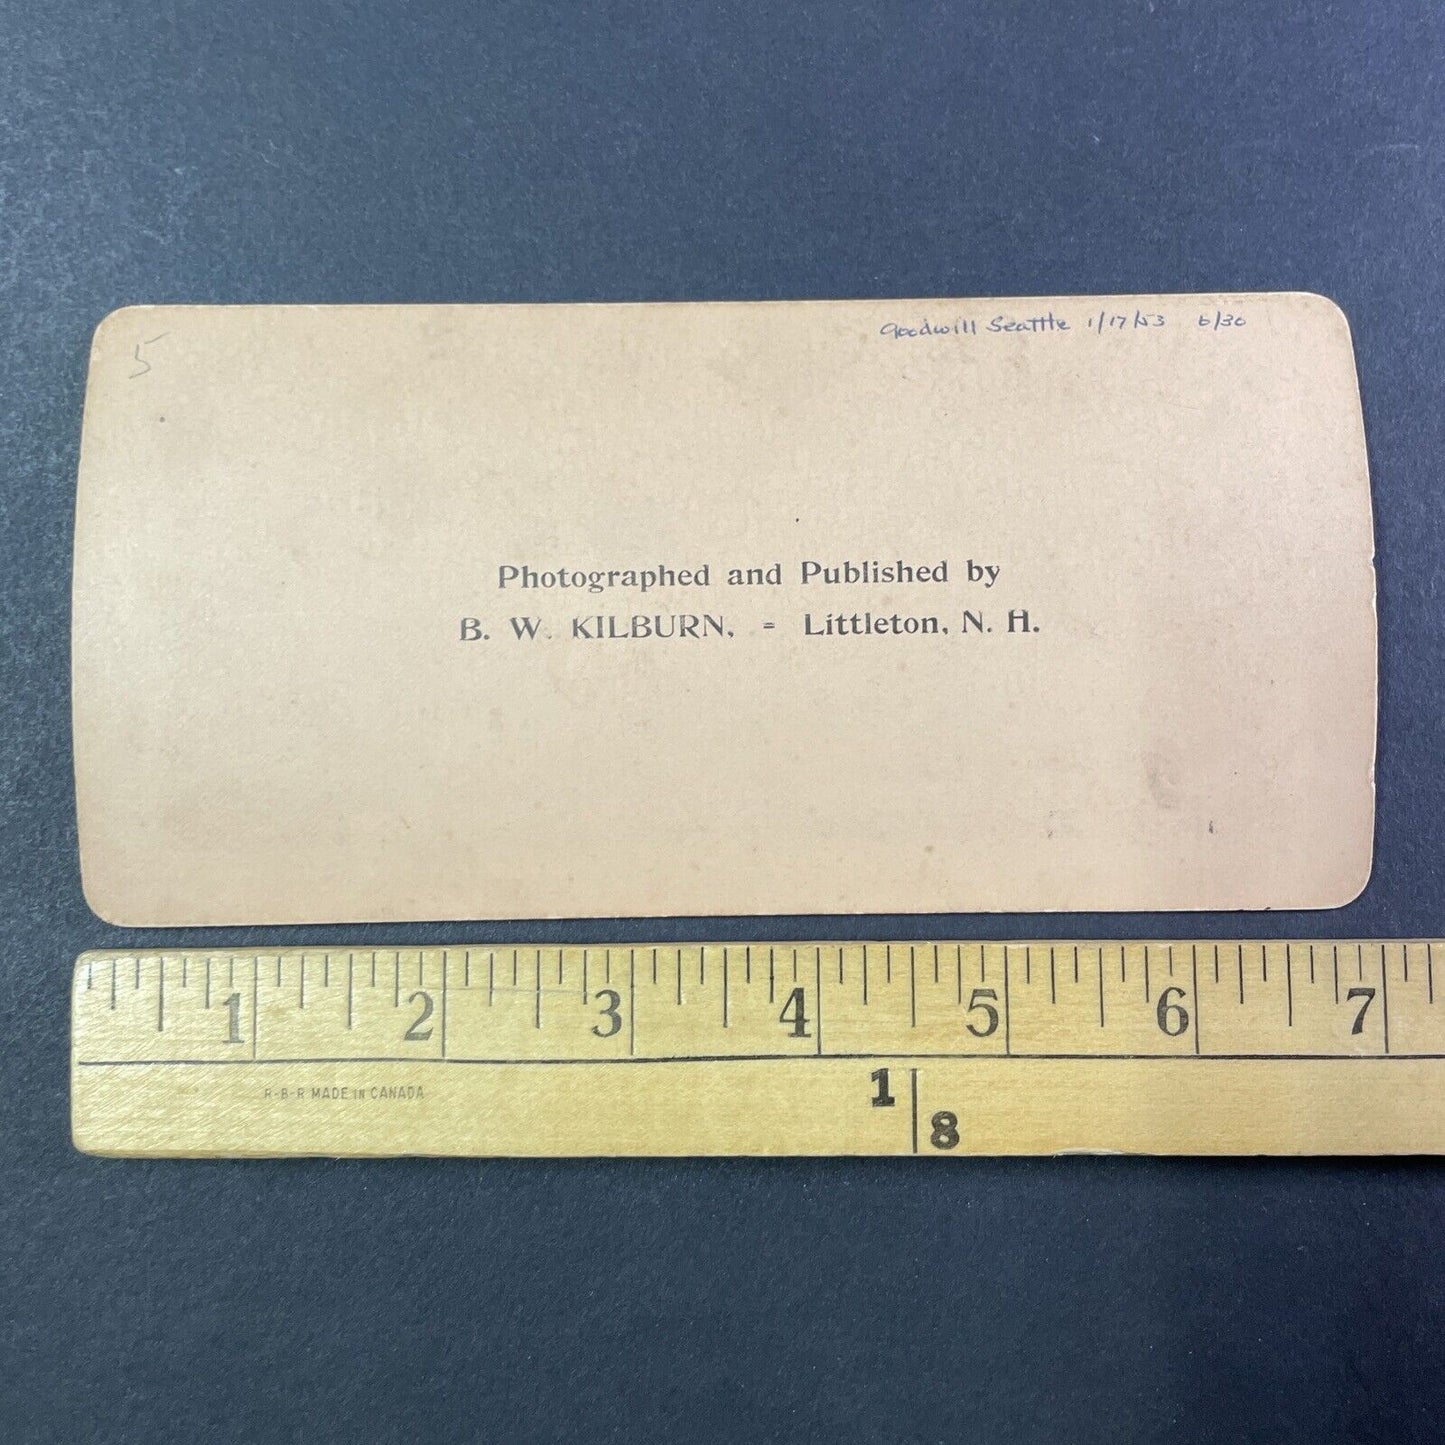 5
Goodwill Seattle 1/17/53 6/30
Photographed and Published by
B. W. KILBURN, = Littleton, N. H.
1 2 3 4 5 6 7
R-B-R MADE IN CANADA
1 8